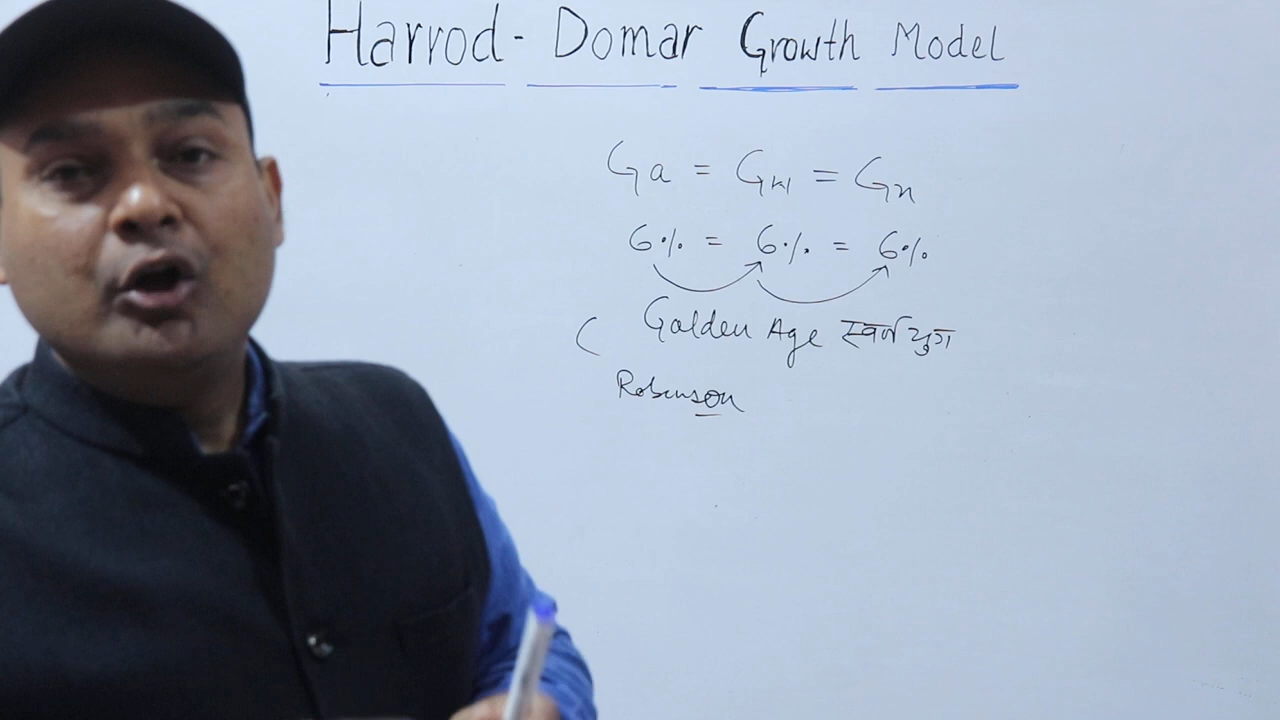 Harrod-Domar Growth Model
Ga = Gw = Gn
6% = 6% = 6%
( Golden Age स्वर्ण युग
Robinson